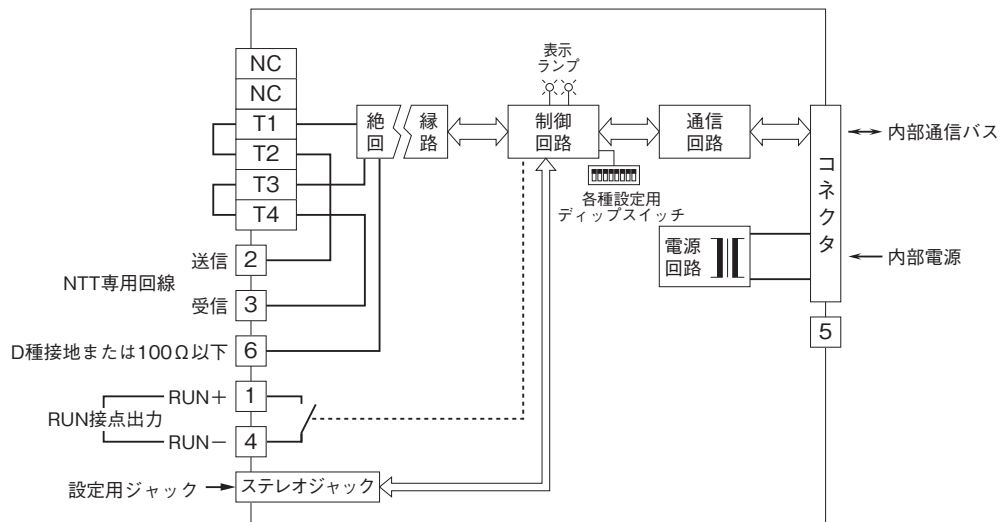 NC
NC
T1
T2
T3
T4
絶
回
縁
路
表示
ランプ
制御
回路
通信
回路
コネクタ
内部通信バス
各種設定用
ディップスイッチ
電源
回路
内部電源
NTT専用回線
送信
2
受信
3
D種接地または100Ω以下
6
5
RUN接点出力
RUN+
1
RUN−
4
設定用ジャック
ステレオジャック